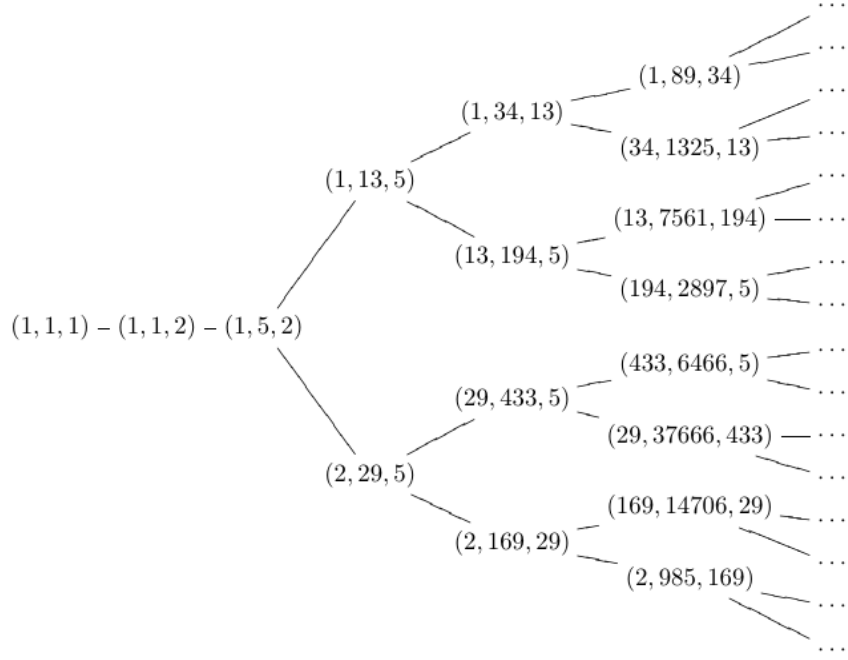 ...
...
(1, 89, 34)
...
(1, 34, 13)
...
(34, 1325, 13)
...
(1, 13, 5)
(13, 7561, 194)
...
(13, 194, 5)
...
(194, 2897, 5)
...
(1, 1, 1) – (1, 1, 2) – (1, 5, 2)
...
(433, 6466, 5)
...
(29, 433, 5)
...
(29, 37666, 433)
...
(2, 29, 5)
(169, 14706, 29)
...
(2, 169, 29)
...
(2, 985, 169)
...
...